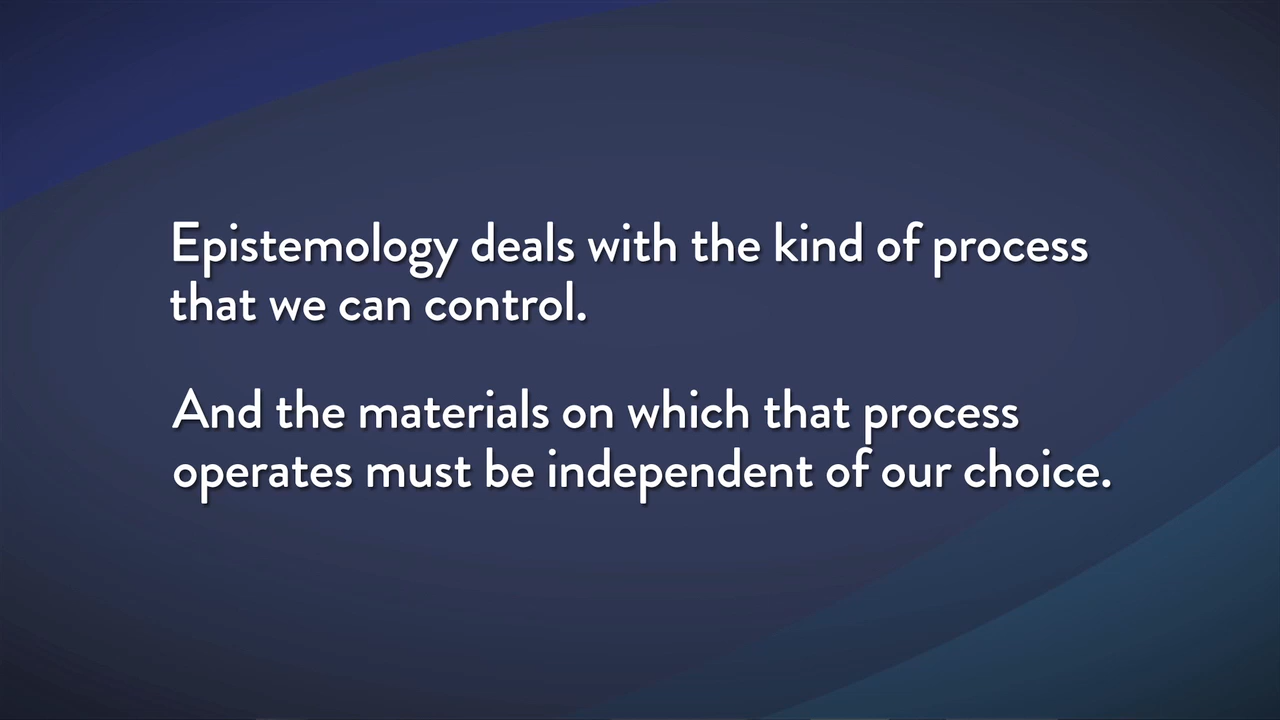 Epistemology deals with the kind of process
that we can control.
And the materials on which that process
operates must be independent of our choice.